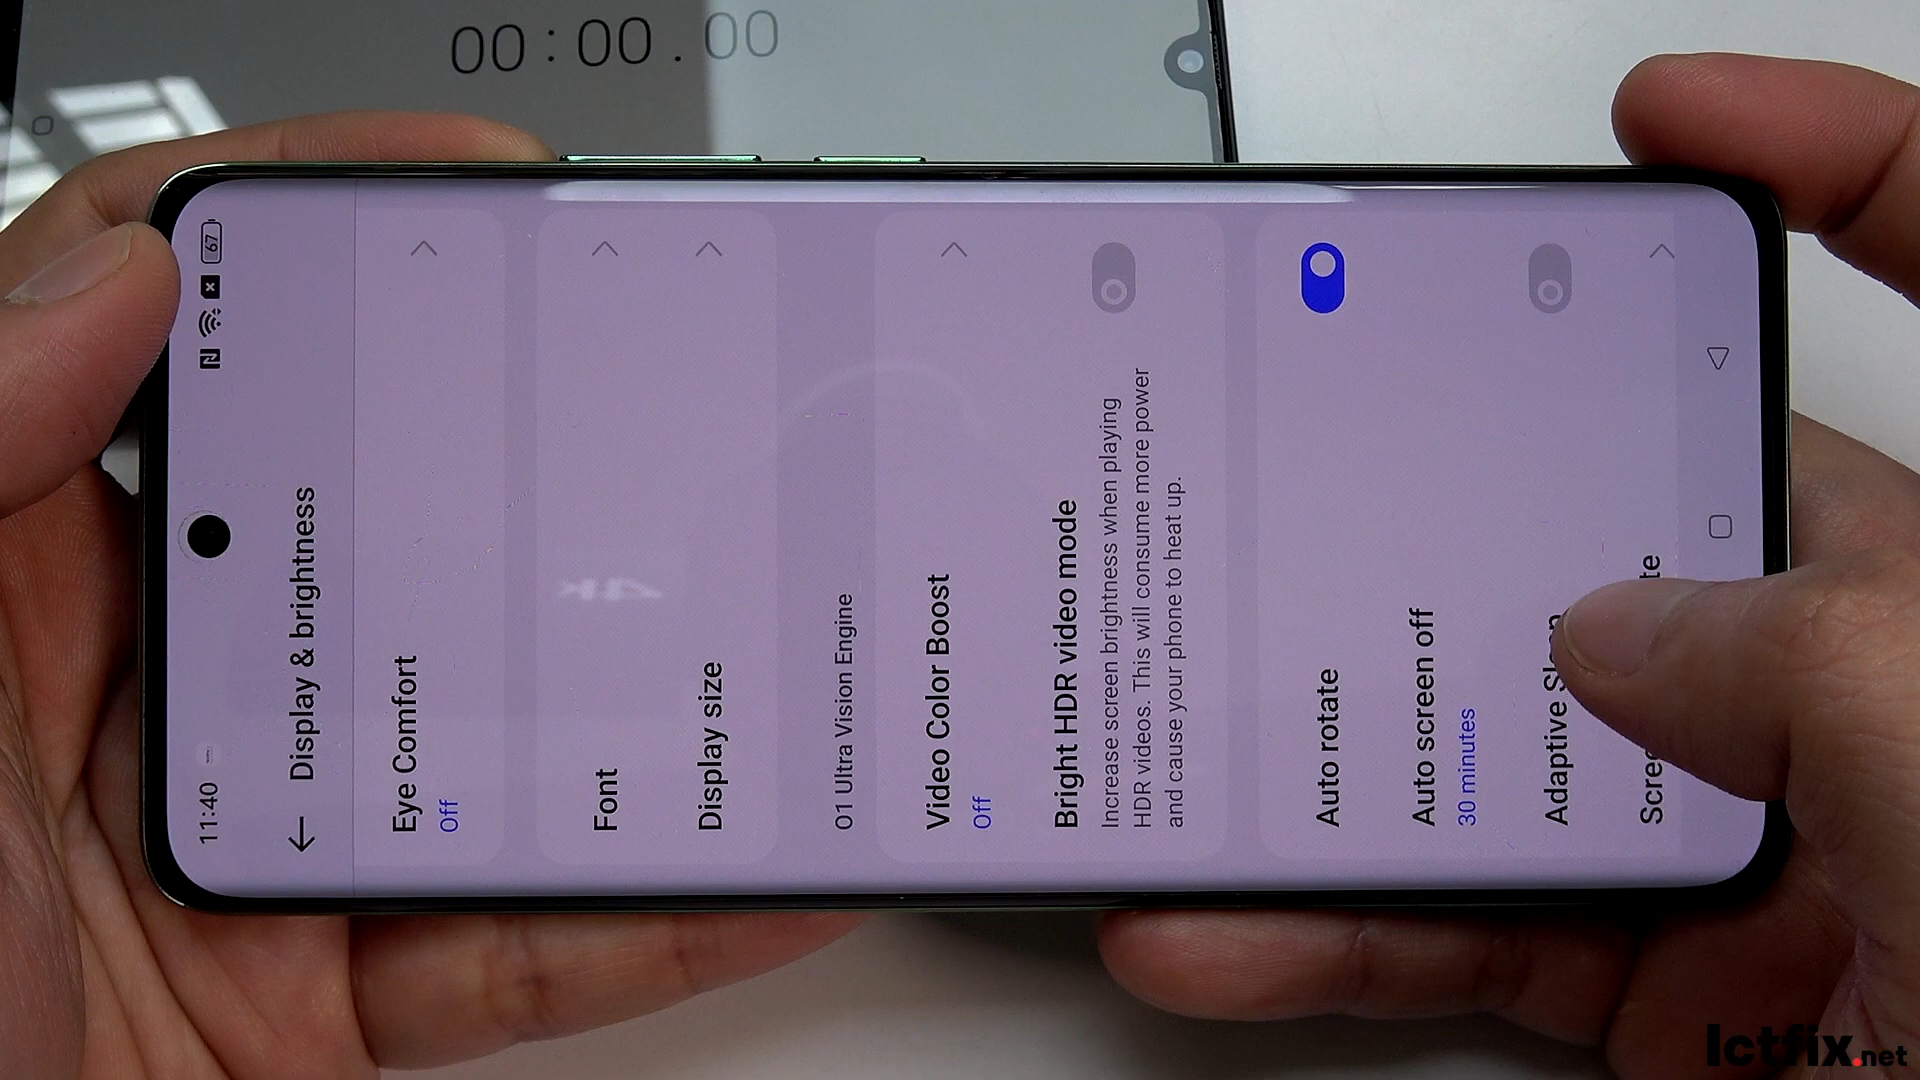 00:00.00
11:40
67
Display & brightness
Eye Comfort
Off
Font
Display size
O1 Ultra Vision Engine
Video Color Boost
Off
Bright HDR video mode
Increase screen brightness when playing
HDR videos. This will consume more power
and cause your phone to heat up.
Auto rotate
Auto screen off
30 minutes
Adaptive
4K
Ictfix.net